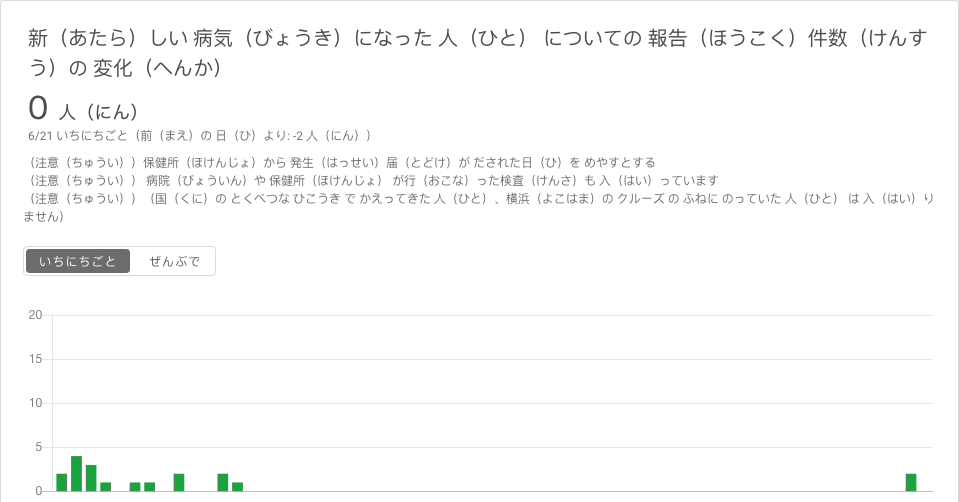 新（あたら）しい 病気（びょうき）になった 人（ひと） についての 報告（ほうこく）件数（けんす
う）の 変化（へんか）
0 人（にん）
6/21 いちにちごと（前（まえ）の 日（ひ）より: -2 人（にん））
（注意（ちゅうい））保健所（ほけんじょ）から 発生（はっせい）届（とどけ）が だされた日（ひ）を めやすとする
（注意（ちゅうい）） 病院（びょういん）や 保健所（ほけんじょ） が行（おこな）った検査（けんさ）も 入（はい）っています
（注意（ちゅうい））（国（くに）の とくべつな ひこうき で かえってきた 人（ひと）、横浜（よこはま）の クルーズ の ふねに のっていた 人（ひと） は 入（はい）り
ません）
いちにちごと ぜんぶで
20
15
10
5
0